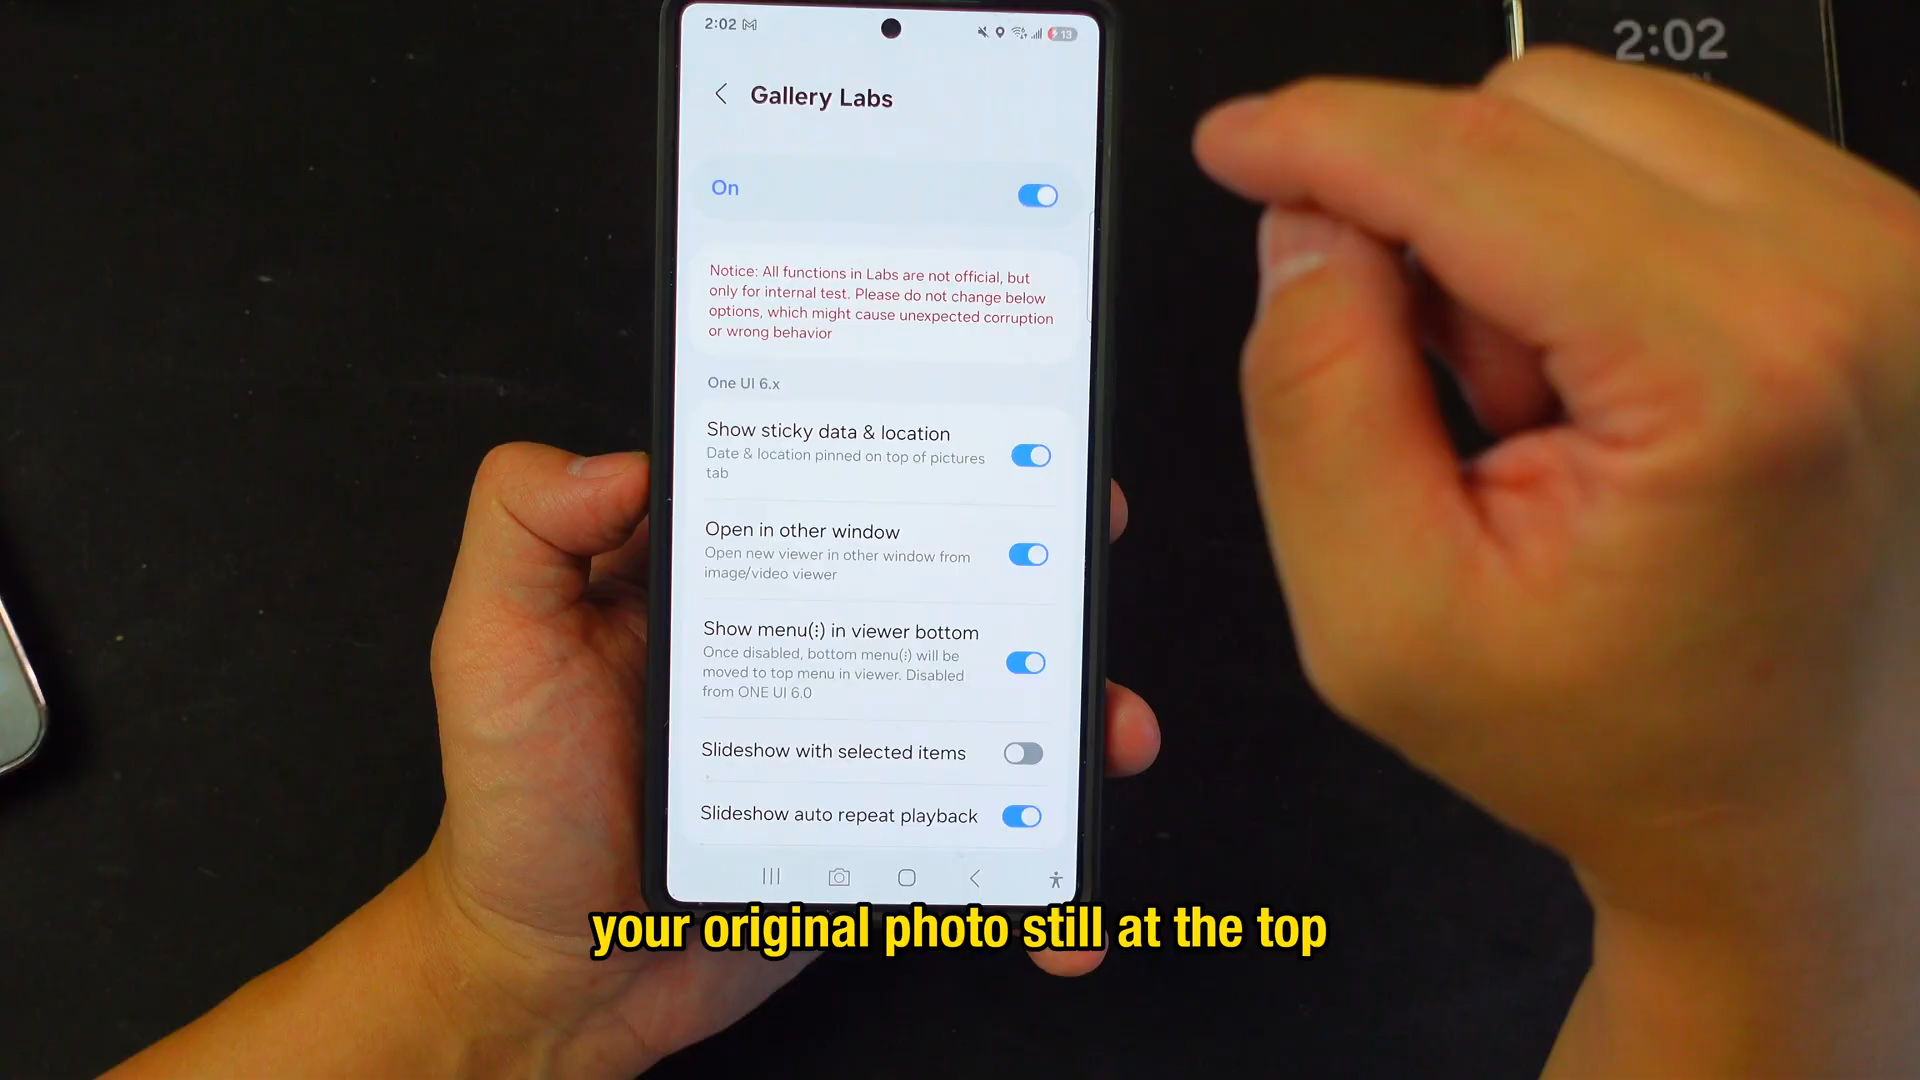 2:02
13
2:02
Gallery Labs
On
Notice: All functions in Labs are not official, but
only for internal test. Please do not change below
options, which might cause unexpected corruption
or wrong behavior
One UI 6.x
Show sticky data & location
Date & location pinned on top of pictures
tab
Open in other window
Open new viewer in other window from
image/video viewer
Show menu(⋮) in viewer bottom
Once disabled, bottom menu(⋮) will be
moved to top menu in viewer. Disabled
from ONE UI 6.0
Slideshow with selected items
Slideshow auto repeat playback
your original photo still at the top